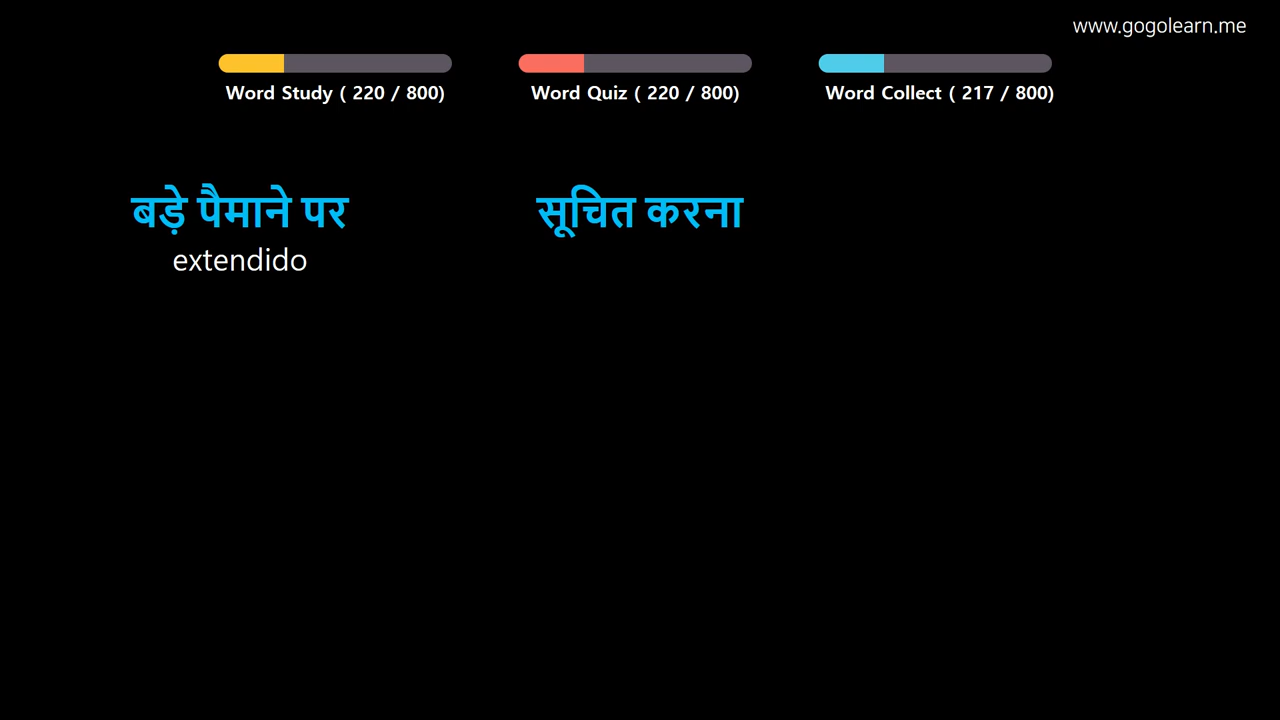 www.gogolearn.me
Word Study ( 220 / 800)
Word Quiz ( 220 / 800)
Word Collect ( 217 / 800)
बड़े पैमाने पर
extendido
सूचित करना